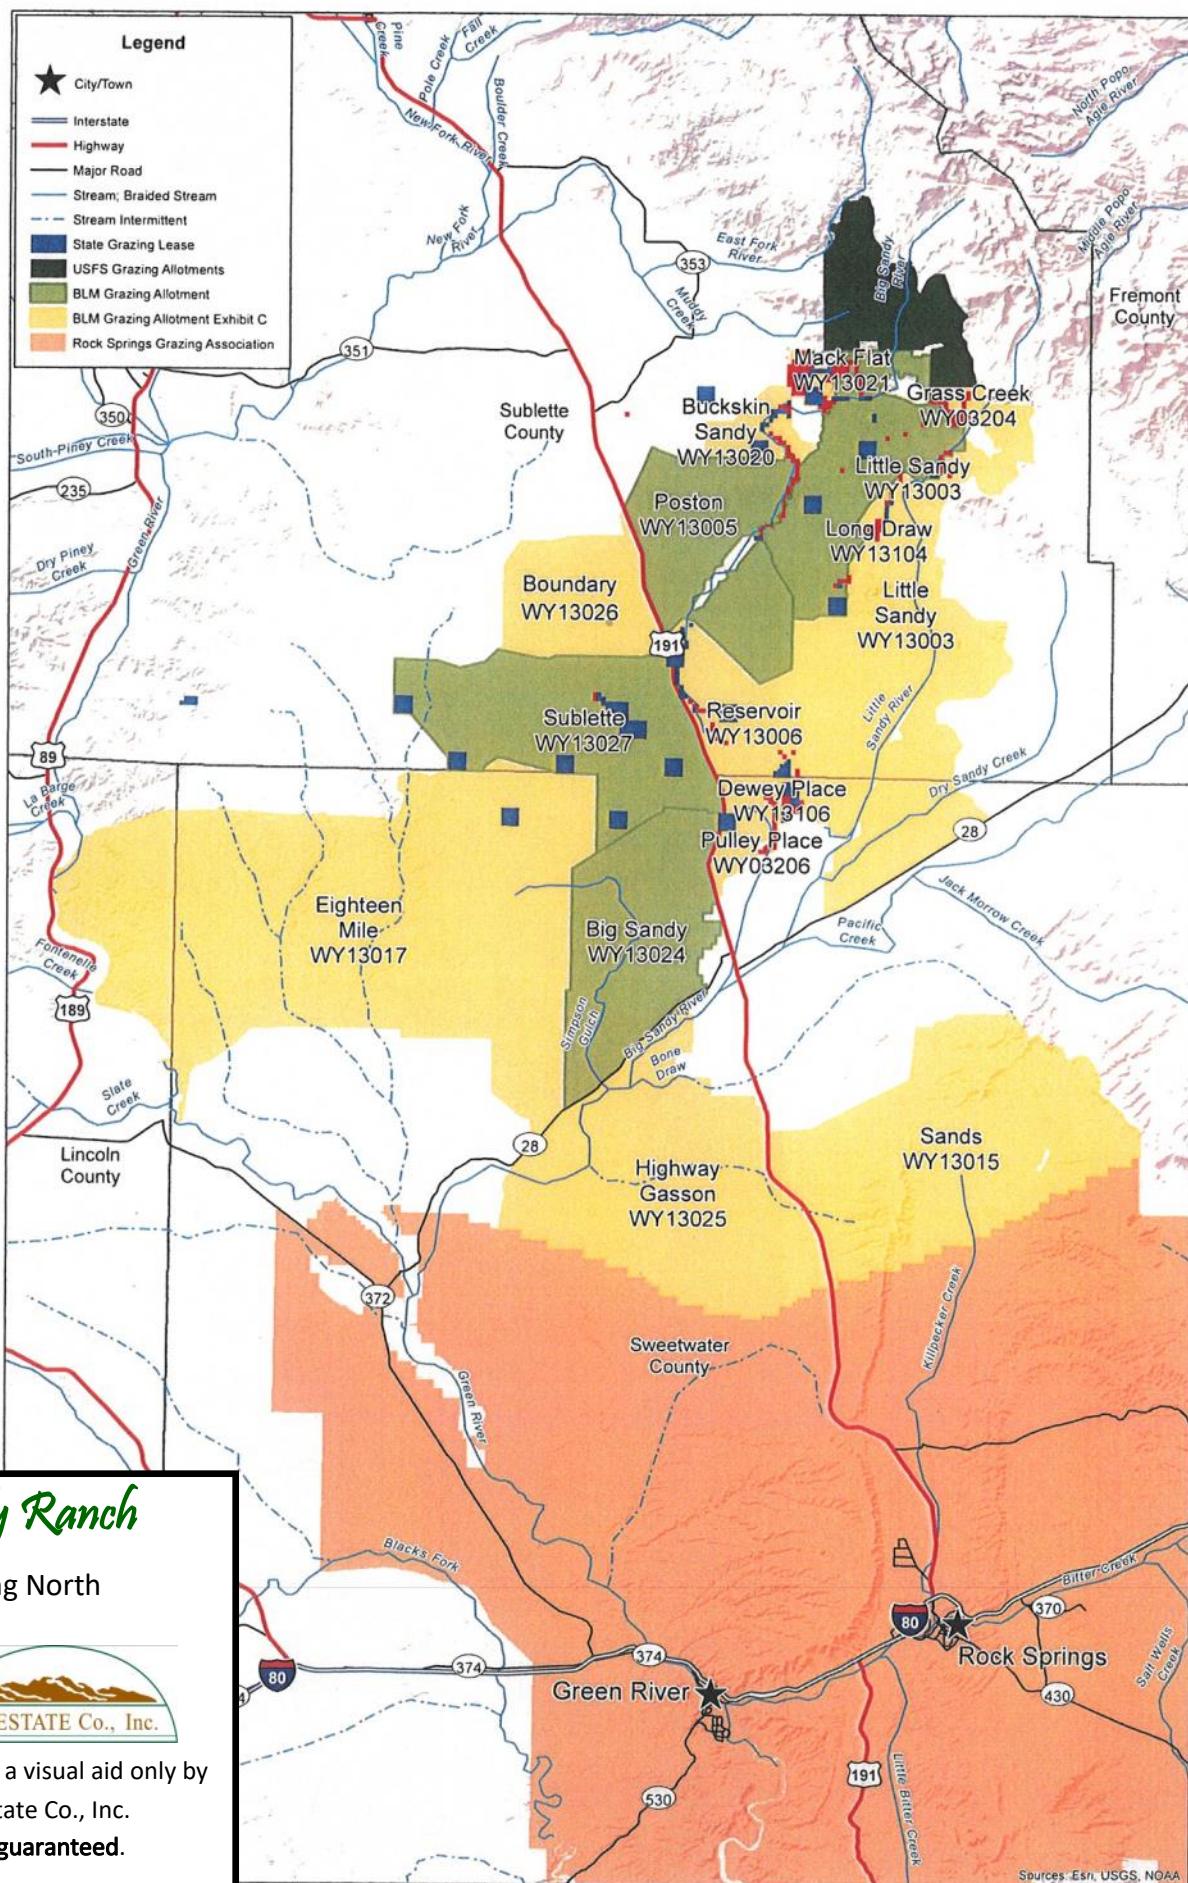 Legend
City/Town
Interstate
Highway
Major Road
Stream; Braided Stream
Stream Intermittent
State Grazing Lease
USFS Grazing Allotments
BLM Grazing Allotment
BLM Grazing Allotment Exhibit C
Rock Springs Grazing Association
Pine
Creek
Pole Creek
Fall
Creek
New Fork River
Boulder Creek
New Fork
River
East Fork
River
353
Muddy
Creek
Big Sandy
River
North Popo
Agie River
Middle Popo
Agie River
Fremont
County
351
350
South-Piney Creek
235
Dry Piney
Creek
Green River
Sublette
County
Mack Flat
WY13021
Grass Creek
WY03204
Buckskin
Sandy
WY13020
Little Sandy
WY13003
Poston
WY13005
Long Draw
WY13104
Boundary
WY13026
Little
Sandy
WY13003
191
Sublette
WY13027
Reservoir
WY13006
Little
Sandy River
89
La Barge
Creek
Dewey Place
WY13106
Dry Sandy Creek
Pulley Place
WY03206
28
Eighteen
Mile
WY13017
Big Sandy
WY13024
Jack Morrow Creek
Pacific
Creek
Fontenelle
Creek
189
Simpson
Gulch
Big Sandy River
Bone
Draw
Slate
Creek
Lincoln
County
28
Sands
WY13015
Highway
Gasson
WY13025
372
Sweetwater
County
Killpecker Creek
Green River
Blacks Fork
Bitter Creek
80
370
Rock Springs
Salt Wells
Creek
430
374
374
80
Green River
191
530
Little Bitter Creek
y Ranch
g North
ESTATE Co., Inc.
a visual aid only by
tate Co., Inc.
guaranteed.
4
Sources: Esri, USGS, NOAA